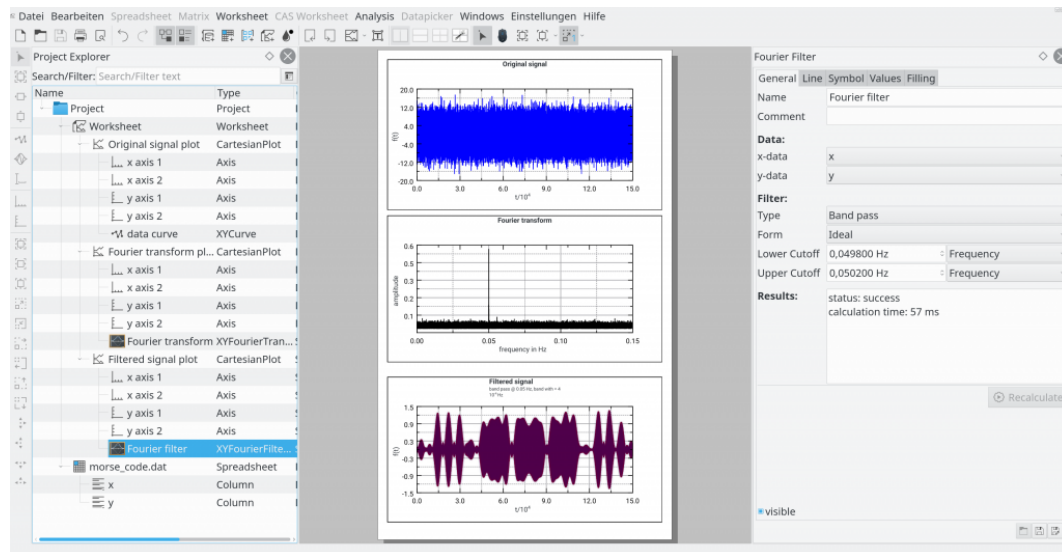 Datei Bearbeiten Spreadsheet Matrix Worksheet CAS Worksheet Analysis Datapicker Windows Einstellungen Hilfe
Project Explorer
Search/Filter: Search/Filter text
Name Type
Project Project
Worksheet Worksheet
Original signal plot CartesianPlot
x axis 1 Axis
x axis 2 Axis
y axis 1 Axis
y axis 2 Axis
data curve XYCurve
Fourier transform pl... CartesianPlot
x axis 1 Axis
x axis 2 Axis
y axis 1 Axis
y axis 2 Axis
Fourier transform XYFourierTran...
Filtered signal plot CartesianPlot
x axis 1 Axis
x axis 2 Axis
y axis 1 Axis
y axis 2 Axis
Fourier filter XYFourierFilte...
morse_code.dat Spreadsheet
x Column
y Column
Original signal
20.0
12.0
4.0
-4.0
-12.0
-20.0
f(t)
0.0 3.0 6.0 9.0 12.0 15.0
t/10⁴
Fourier transform
0.6
0.5
0.3
0.2
0.1
amplitude
0.00 0.05 0.10 0.15
frequency in Hz
Filtered signal
1.5
0.9
0.3
-0.3
-0.9
-1.5
f(t)
0.0 3.0 6.0 9.0 12.0 15.0
t/10⁴
Fourier Filter
General Line Symbol Values Filling
Name Fourier filter
Comment
Data:
x-data x
y-data y
Filter:
Type Band pass
Form Ideal
Lower Cutoff 0,049800 Hz Frequency
Upper Cutoff 0,050200 Hz Frequency
Results: status: success
calculation time: 57 ms
Recalculate
visible